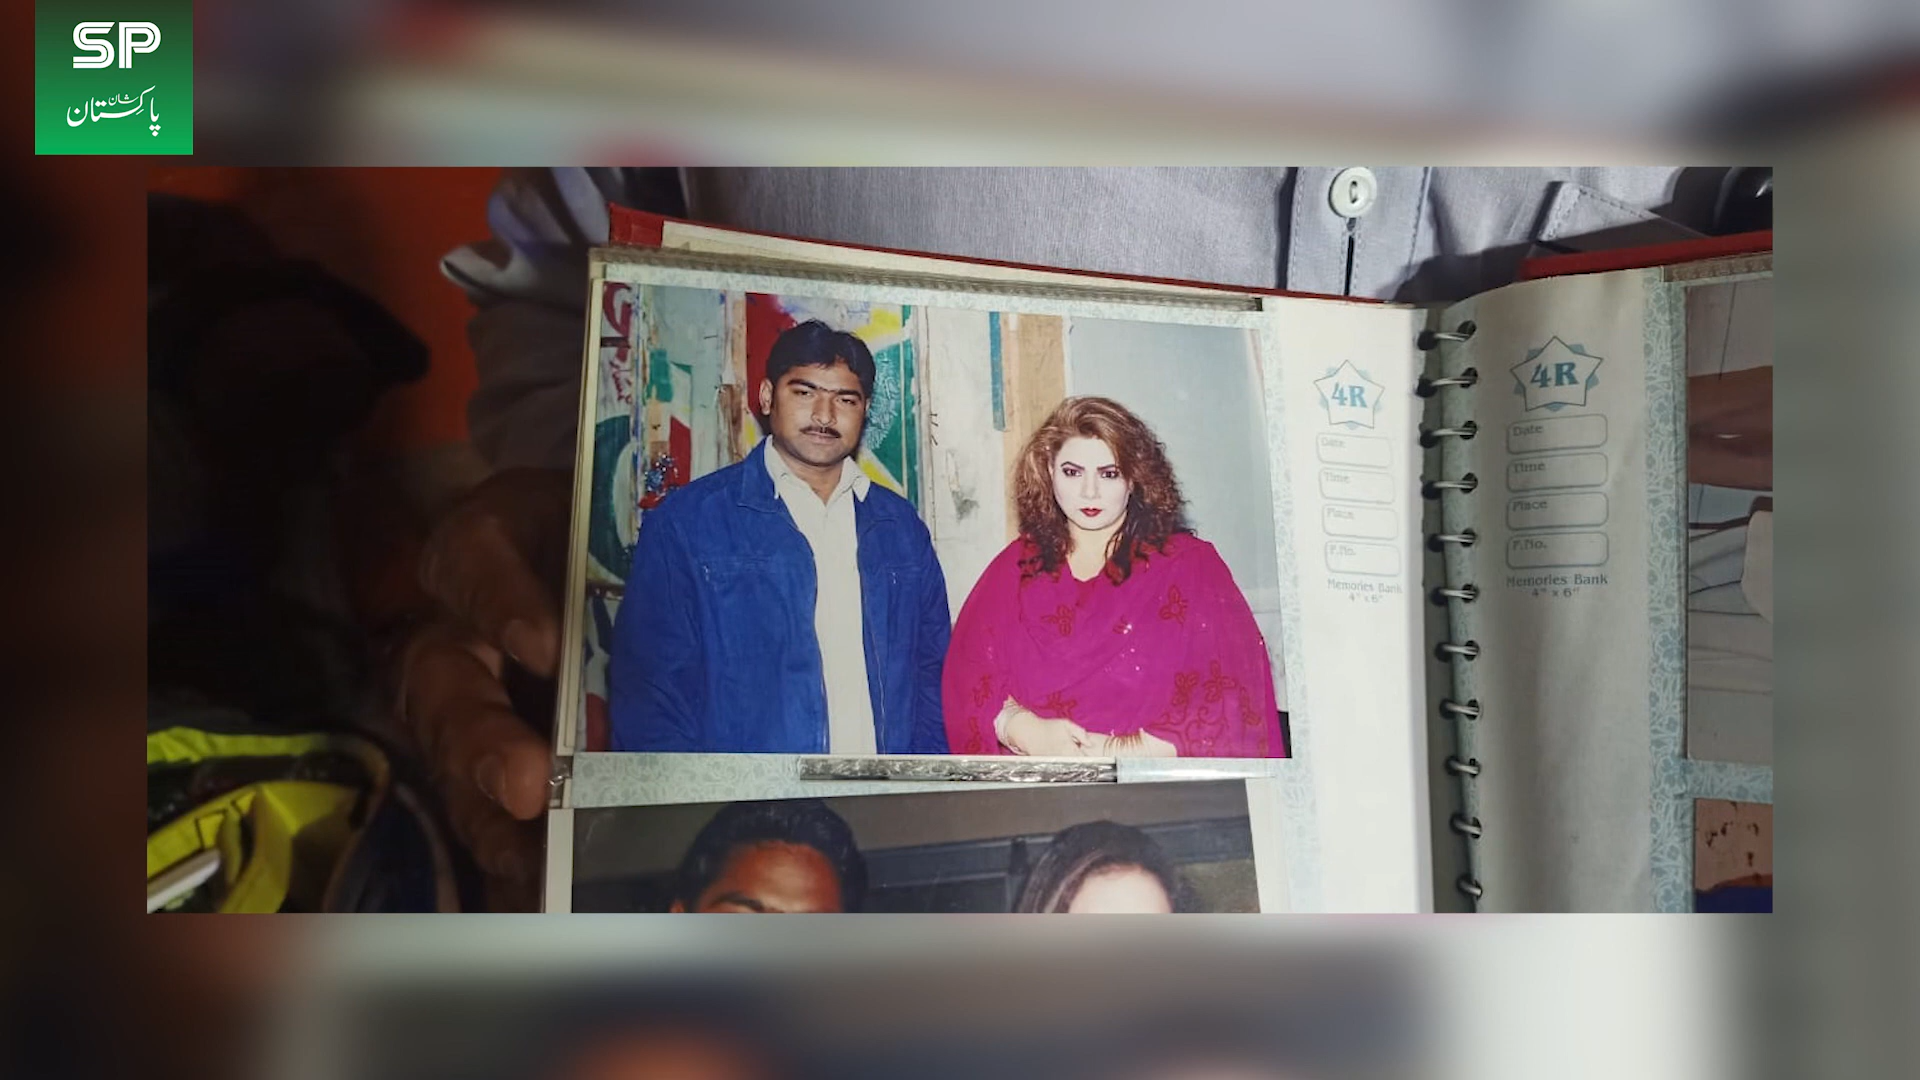 SP
شان پاکستان
4R
Date
Time
Place
F.No.
Memories Bank
4" x 6"
4R
Date
Time
Place
F.No.
Memories Bank
4" x 6"